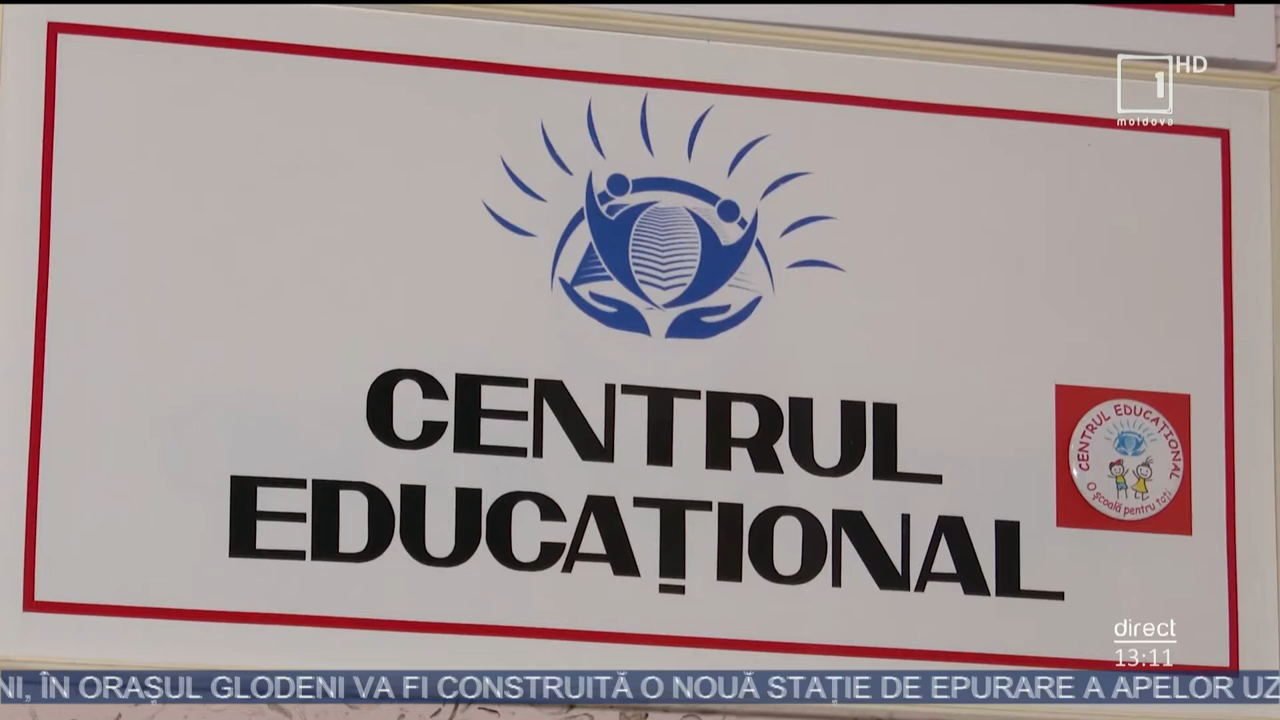 HD
1
moldova
CENTRUL
EDUCAȚIONAL
CENTRUL EDUCAȚIONAL
O școală pentru toți
direct
13:11
NI, ÎN ORAȘUL GLODENI VA FI CONSTRUITĂ O NOUĂ STAȚIE DE EPURARE A APELOR UZ